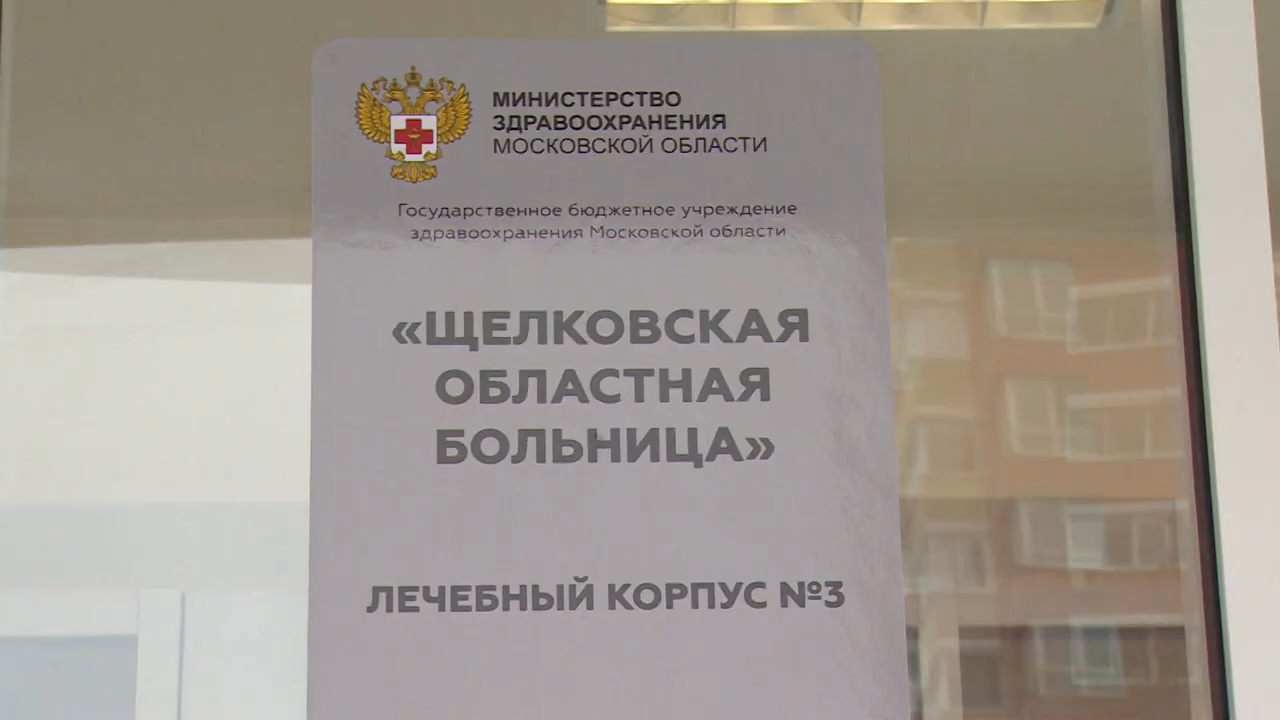 МИНИСТЕРСТВО
ЗДРАВООХРАНЕНИЯ
МОСКОВСКОЙ ОБЛАСТИ
Государственное бюджетное учреждение
здравоохранения Московской области
«ЩЕЛКОВСКАЯ
ОБЛАСТНАЯ
БОЛЬНИЦА»
ЛЕЧЕБНЫЙ КОРПУС №3